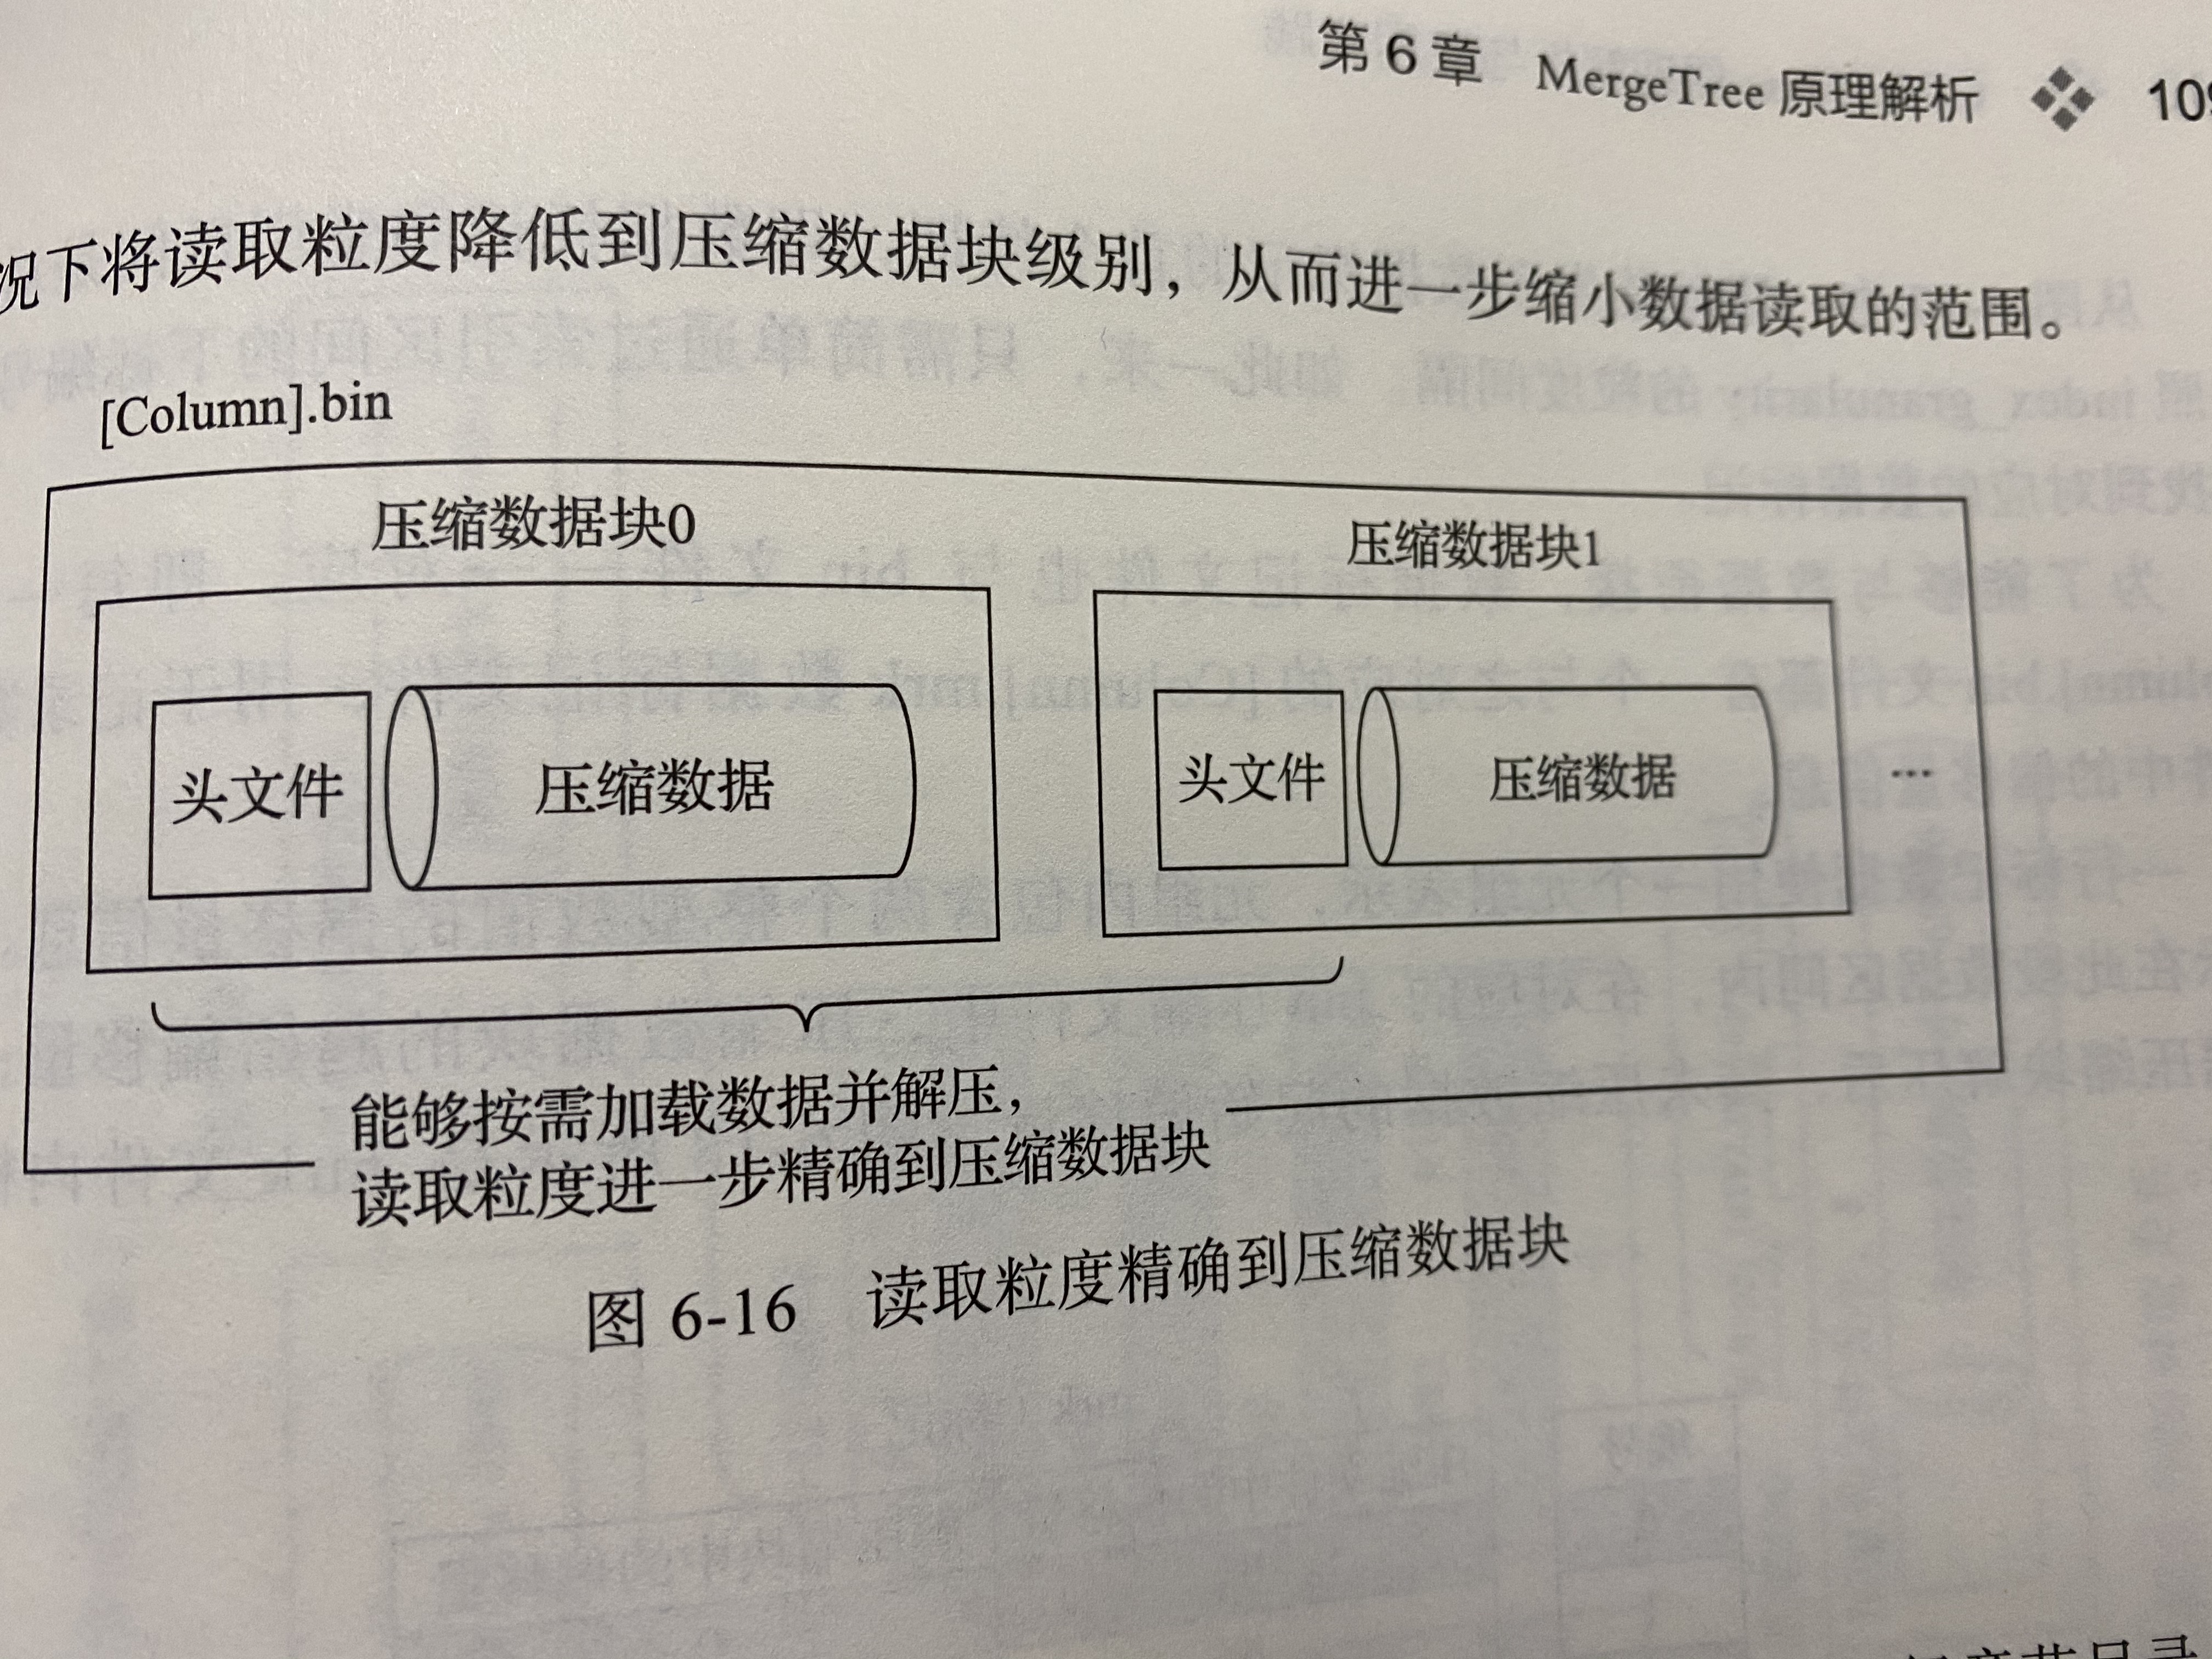 第 6 章 MergeTree 原理解析 ❖ 109
况下将读取粒度降低到压缩数据块级别，从而进一步缩小数据读取的范围。
[Column].bin
压缩数据块0
压缩数据块1
头文件
压缩数据
头文件
压缩数据
...
能够按需加载数据并解压，
读取粒度进一步精确到压缩数据块
图 6-16 读取粒度精确到压缩数据块